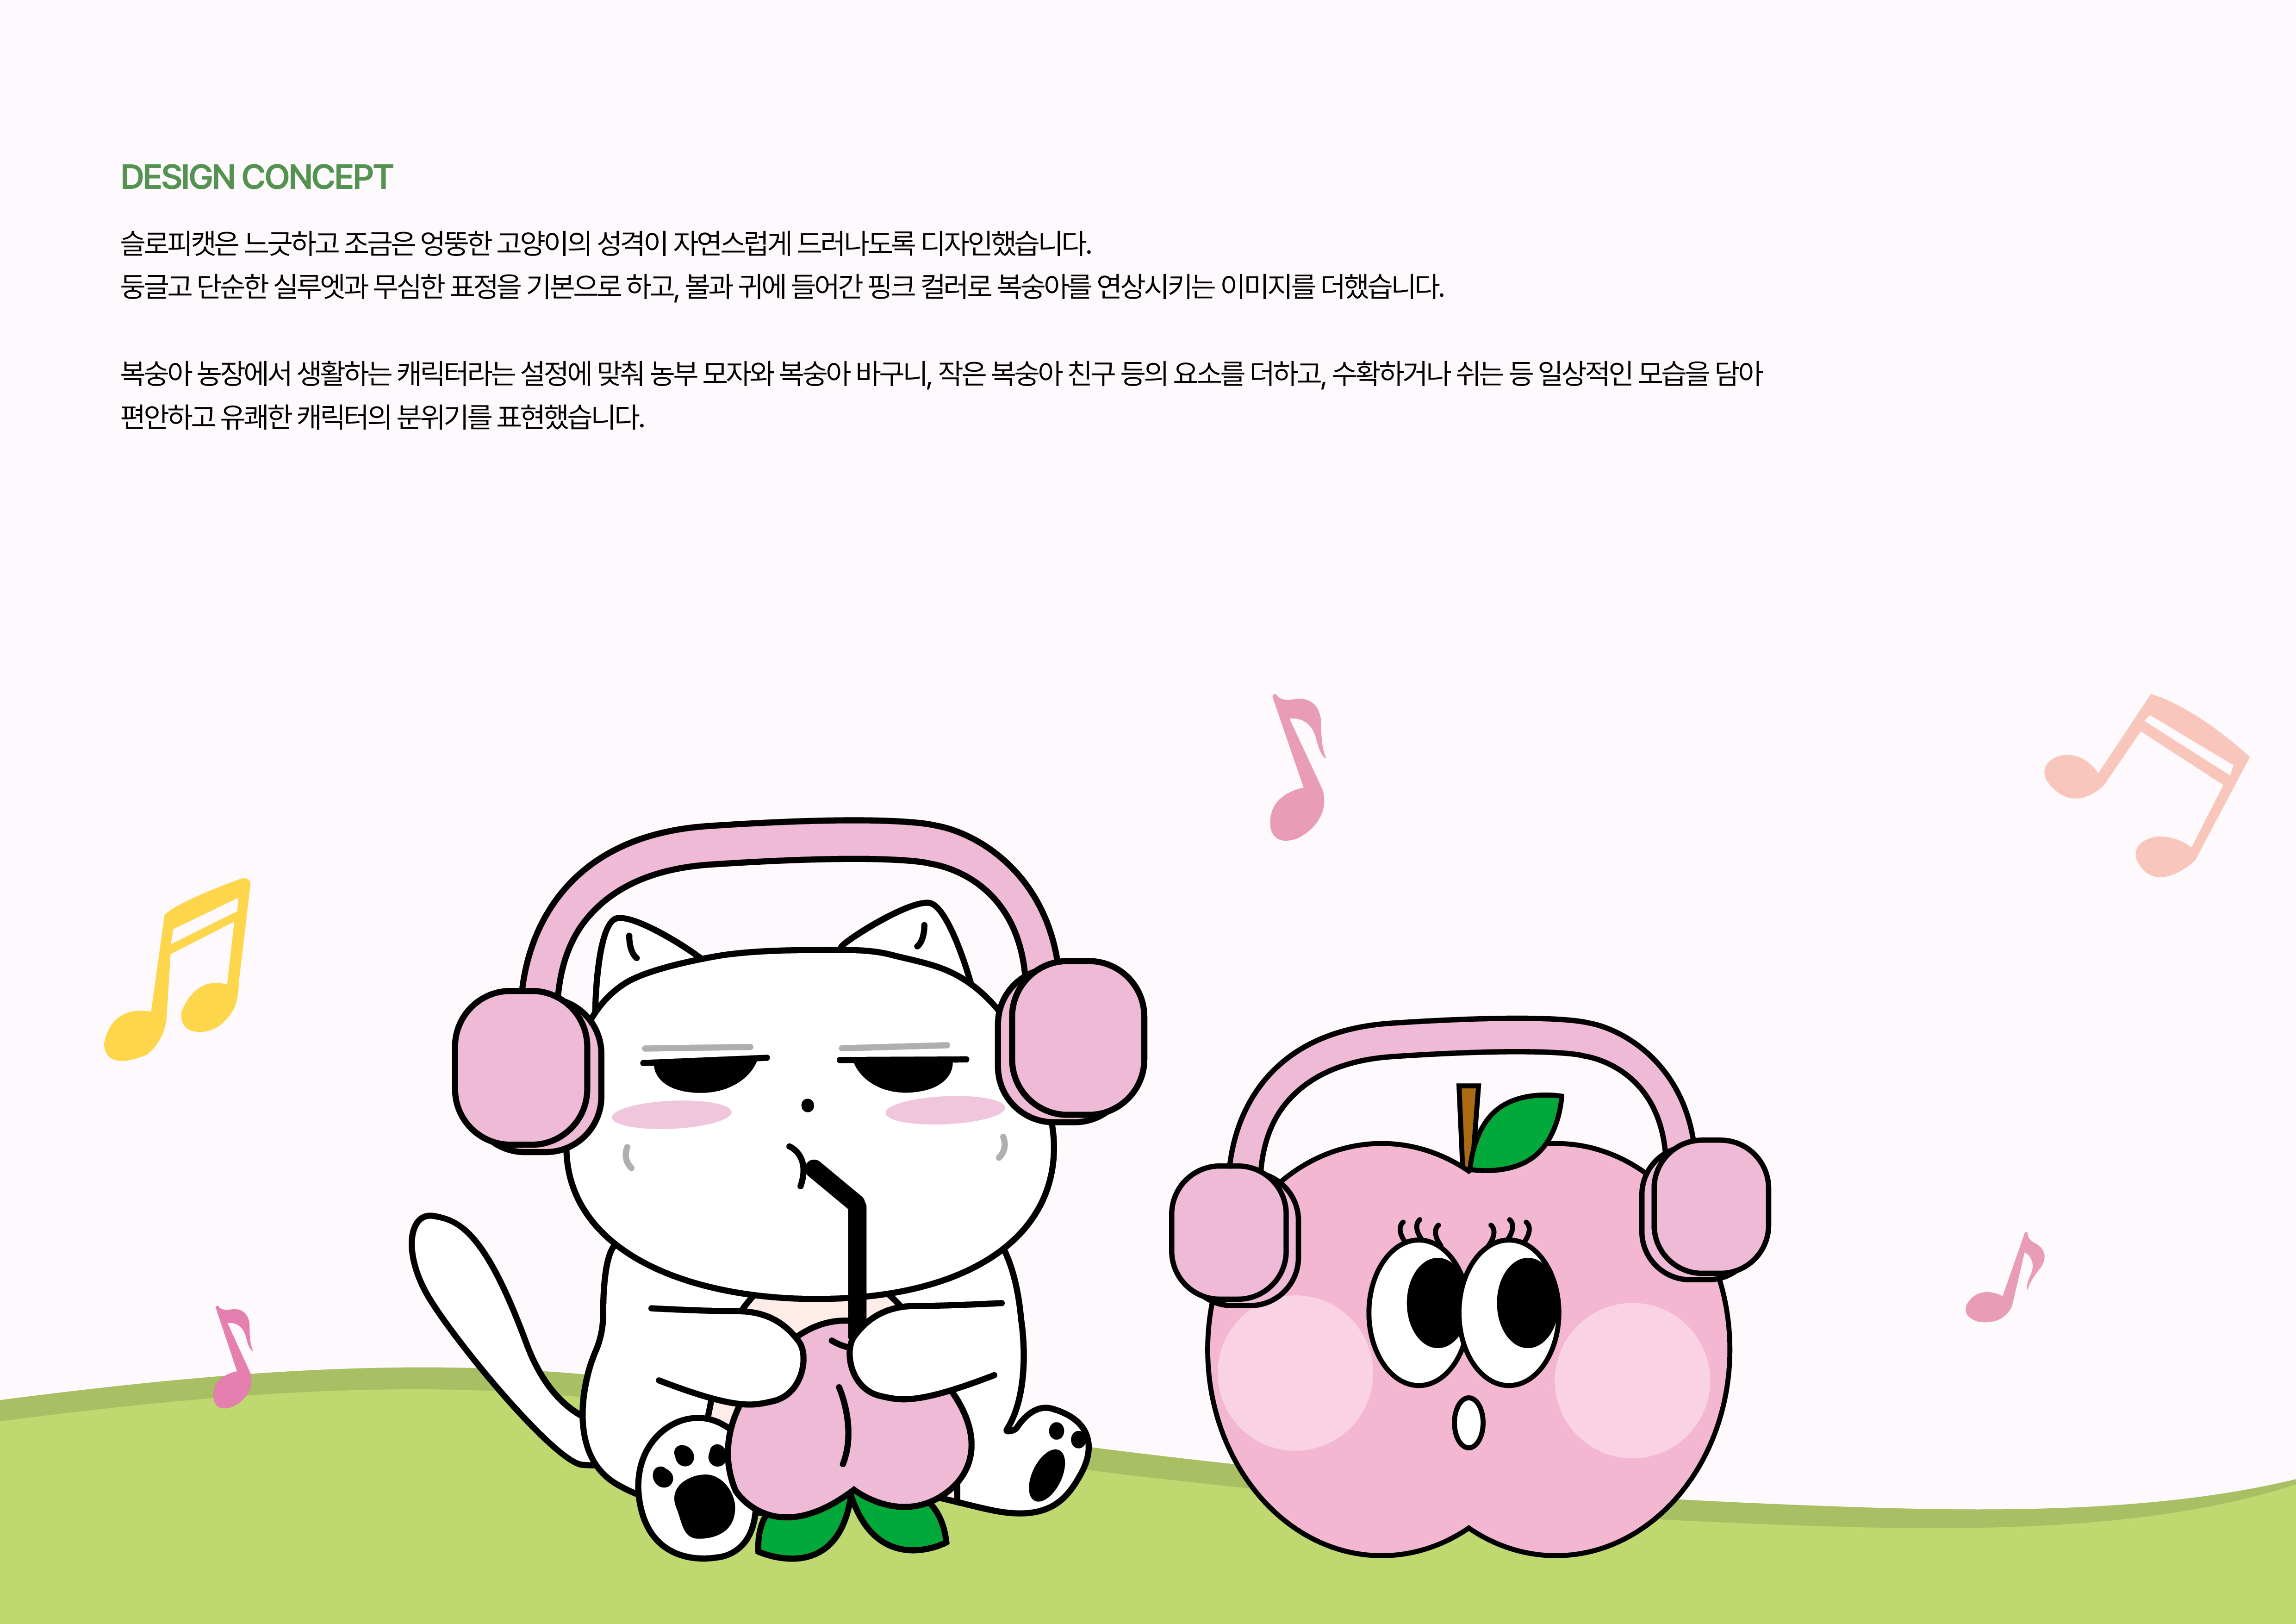 DESIGN CONCEPT
슬로피캣은 느긋하고 조금은 엉뚱한 고양이의 성격이 자연스럽게 드러나도록 디자인했습니다.
둥글고 단순한 실루엣과 무심한 표정을 기본으로 하고, 볼과 귀에 들어간 핑크 컬러로 복숭아를 연상시키는 이미지를 더했습니다.
복숭아 농장에서 생활하는 캐릭터라는 설정에 맞춰 농부 모자와 복숭아 바구니, 작은 복숭아 친구 등의 요소를 더하고, 수확하거나 쉬는 등 일상적인 모습을 담아
편안하고 유쾌한 캐릭터의 분위기를 표현했습니다.